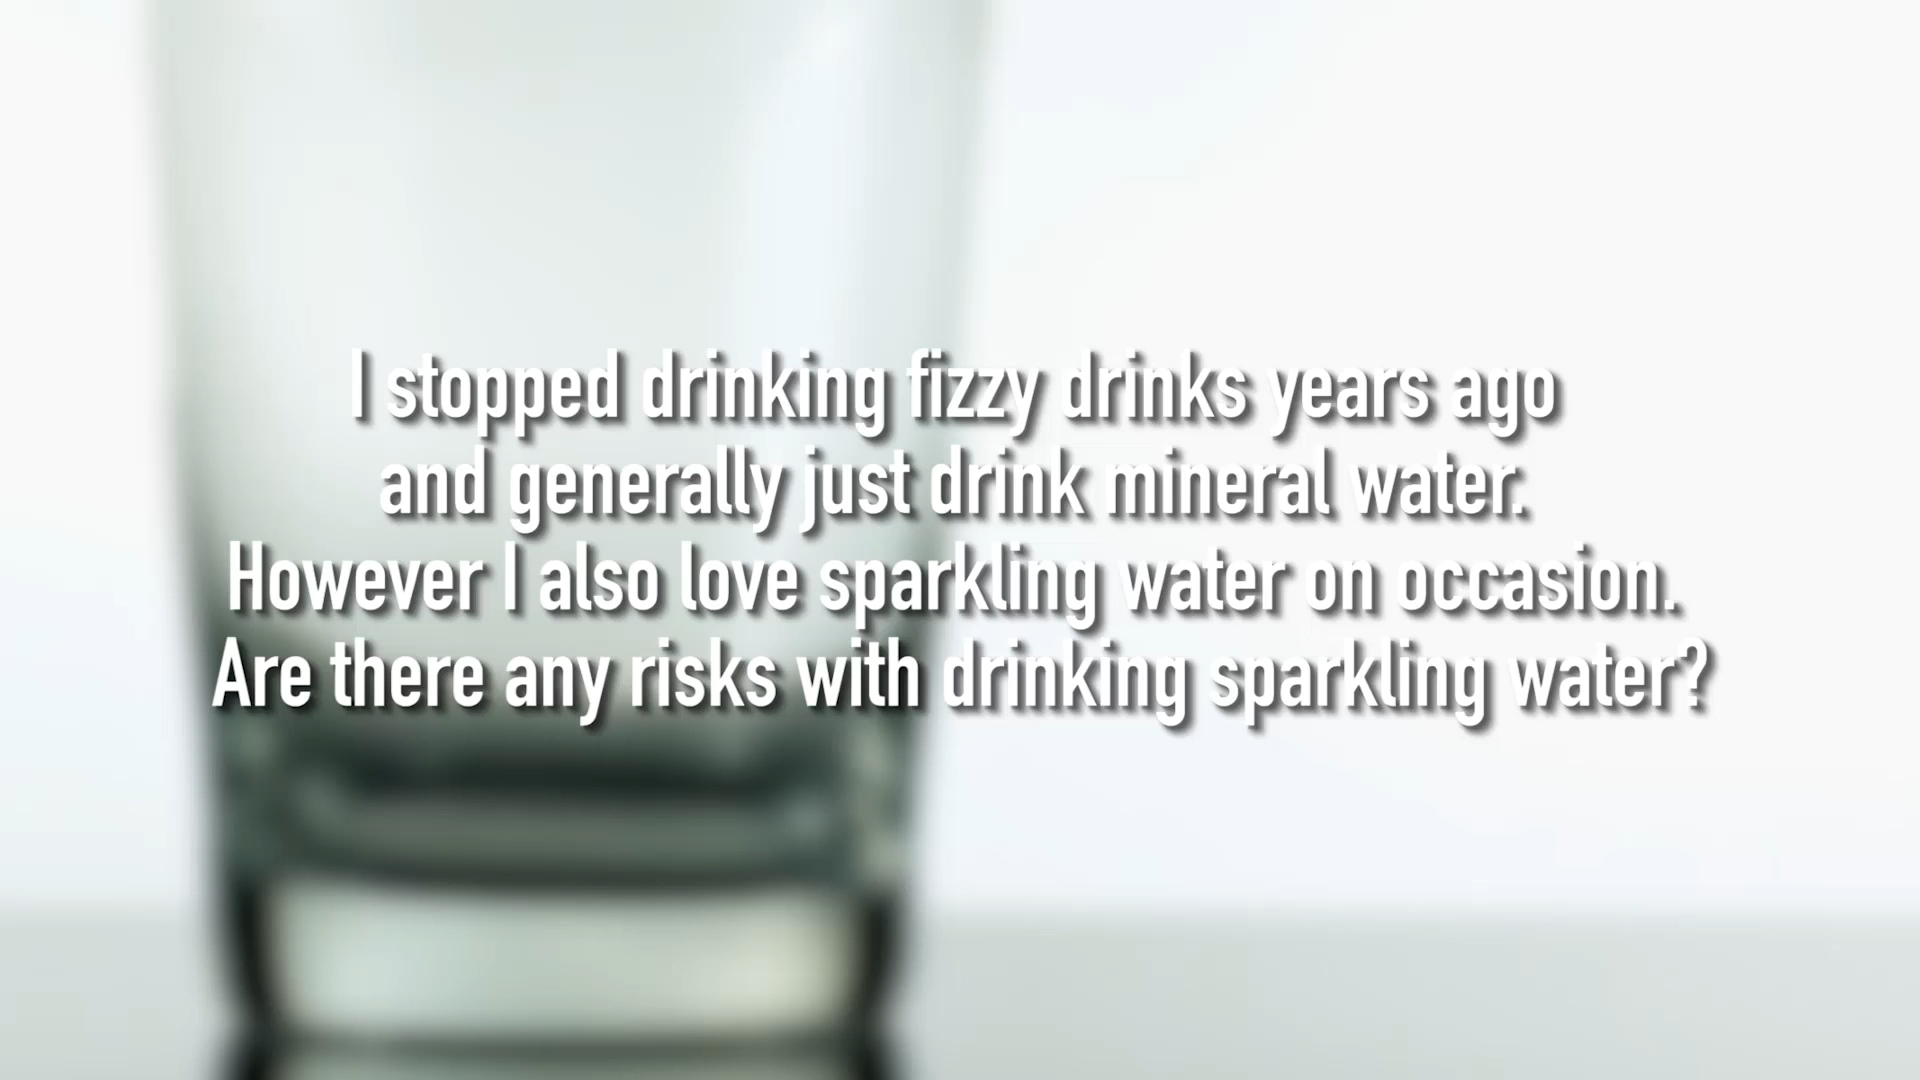 I stopped drinking fizzy drinks years ago
and generally just drink mineral water.
However I also love sparkling water on occasion.
Are there any risks with drinking sparkling water?